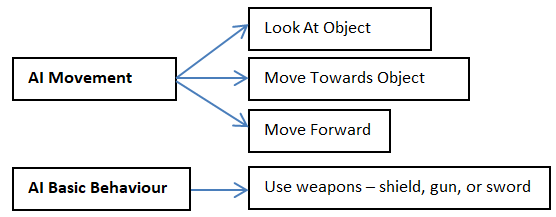 Look At Object
AI Movement
Move Towards Object
Move Forward
AI Basic Behaviour
Use weapons – shield, gun, or sword